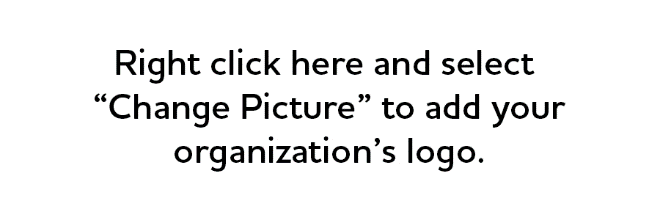 Right click here and select
“Change Picture” to add your
organization’s logo.